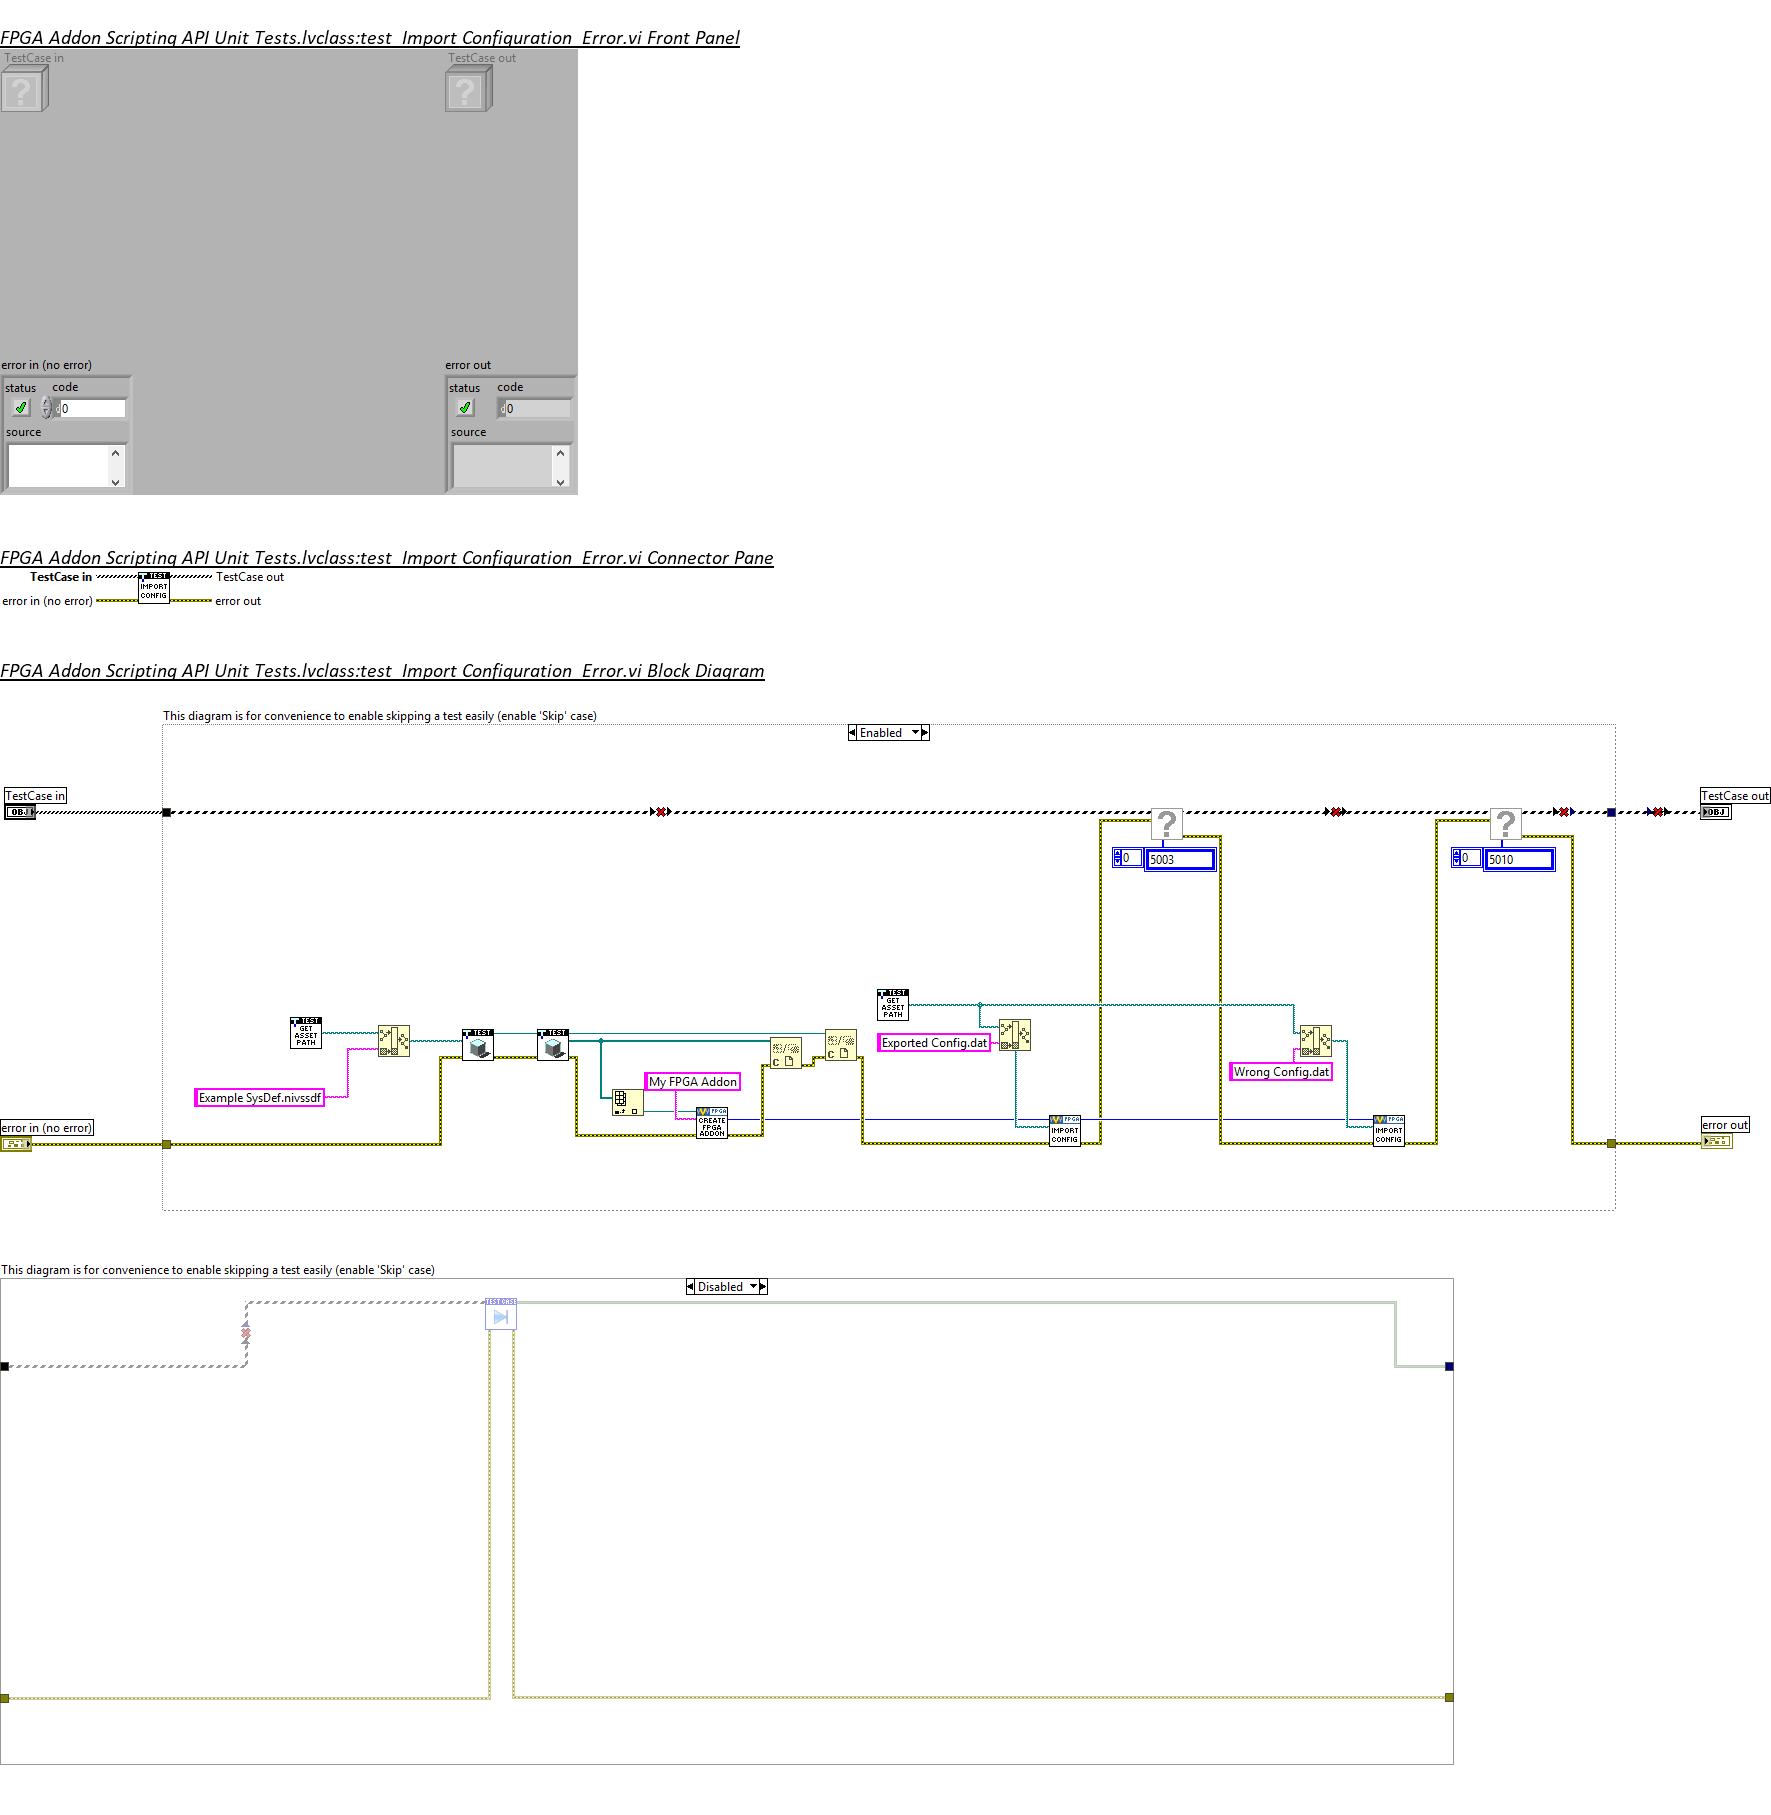 FPGA Addon Scripting API Unit Tests.lvclass:test_Import Configuration_Error.vi Front Panel
TestCase in
TestCase out
?
?
error in (no error)
error out
status code
status code
d0
d0
source
source
FPGA Addon Scripting API Unit Tests.lvclass:test_Import Configuration_Error.vi Connector Pane
TestCase in
TEST
IMPORT
CONFIG
TestCase out
error in (no error)
error out
FPGA Addon Scripting API Unit Tests.lvclass:test_Import Configuration_Error.vi Block Diagram
This diagram is for convenience to enable skipping a test easily (enable 'Skip' case)
Enabled
TestCase in
OBJ
TestCase out
OBJ
?
?
0
5003
0
5010
TEST
GET
ASSET
PATH
TEST
GET
ASSET
PATH
TEST
TEST
Exported Config.dat
Wrong Config.dat
My FPGA Addon
Example SysDef.nivssdf
FPGA
CREATE
FPGA
ADDON
FPGA
IMPORT
CONFIG
FPGA
IMPORT
CONFIG
error in (no error)
error out
This diagram is for convenience to enable skipping a test easily (enable 'Skip' case)
Disabled
TEST CASE